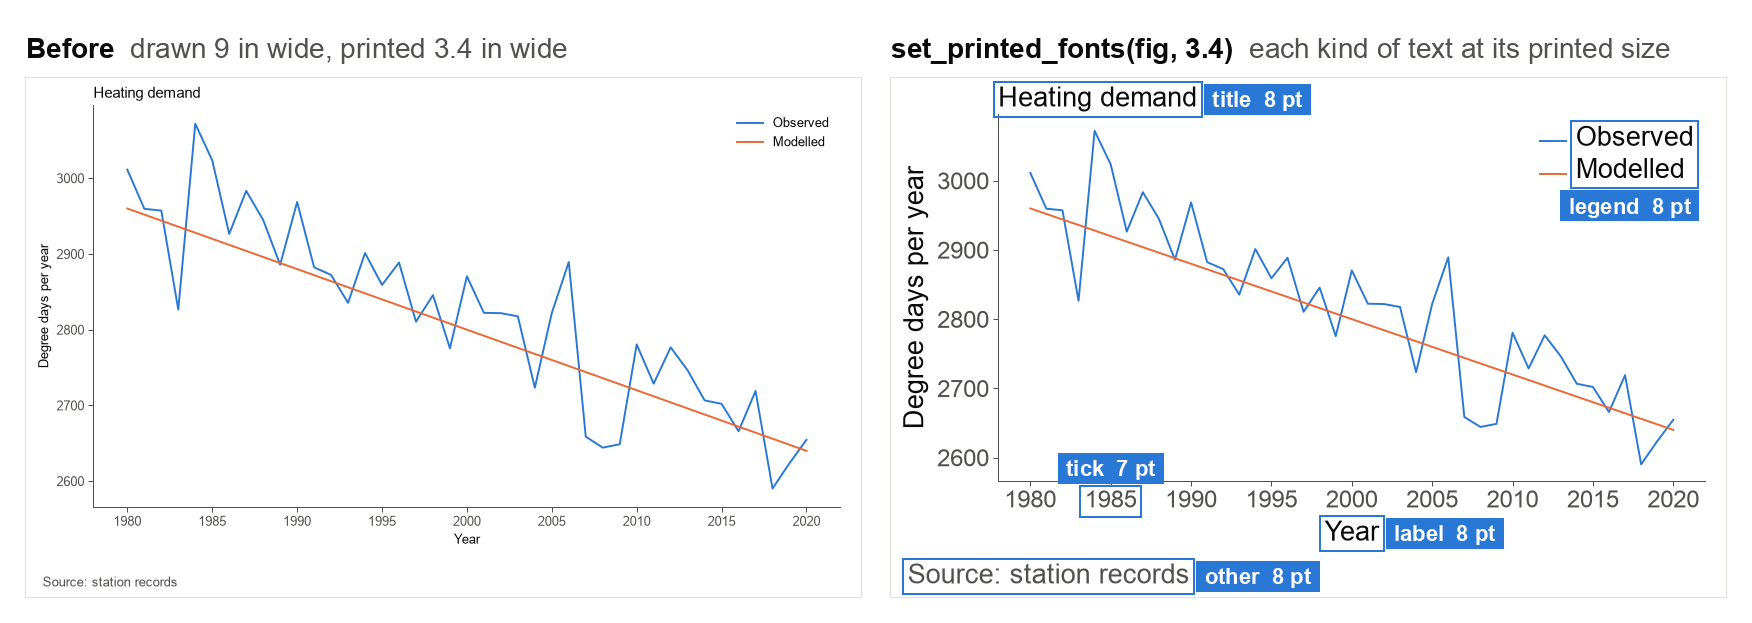 Before drawn 9 in wide, printed 3.4 in wide
Heating demand
Observed
Modelled
3000
2900
2800
2700
2600
Degree days per year
1980 1985 1990 1995 2000 2005 2010 2015 2020
Year
Source: station records
set_printed_fonts(fig, 3.4) each kind of text at its printed size
Heating demand title 8 pt
Observed
Modelled
legend 8 pt
3000
2900
2800
2700
2600
Degree days per year
tick 7 pt
1980 1985 1990 1995 2000 2005 2010 2015 2020
Year label 8 pt
Source: station records other 8 pt